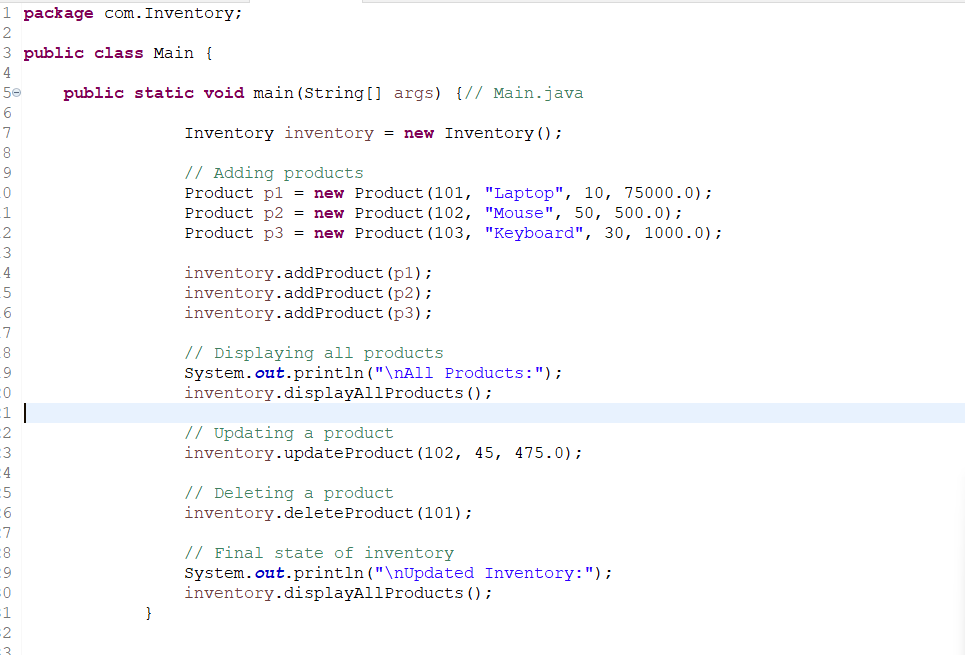 1 package com.Inventory;
2
3 public class Main {
4
5 public static void main(String[] args) {// Main.java
6
7 Inventory inventory = new Inventory();
8
9 // Adding products
0 Product p1 = new Product(101, "Laptop", 10, 75000.0);
1 Product p2 = new Product(102, "Mouse", 50, 500.0);
2 Product p3 = new Product(103, "Keyboard", 30, 1000.0);
3
4 inventory.addProduct(p1);
5 inventory.addProduct(p2);
6 inventory.addProduct(p3);
7
8 // Displaying all products
9 System.out.println("\nAll Products:");
0 inventory.displayAllProducts();
1
2 // Updating a product
3 inventory.updateProduct(102, 45, 475.0);
4
5 // Deleting a product
6 inventory.deleteProduct(101);
7
8 // Final state of inventory
9 System.out.println("\nUpdated Inventory:");
0 inventory.displayAllProducts();
1 }
2
3